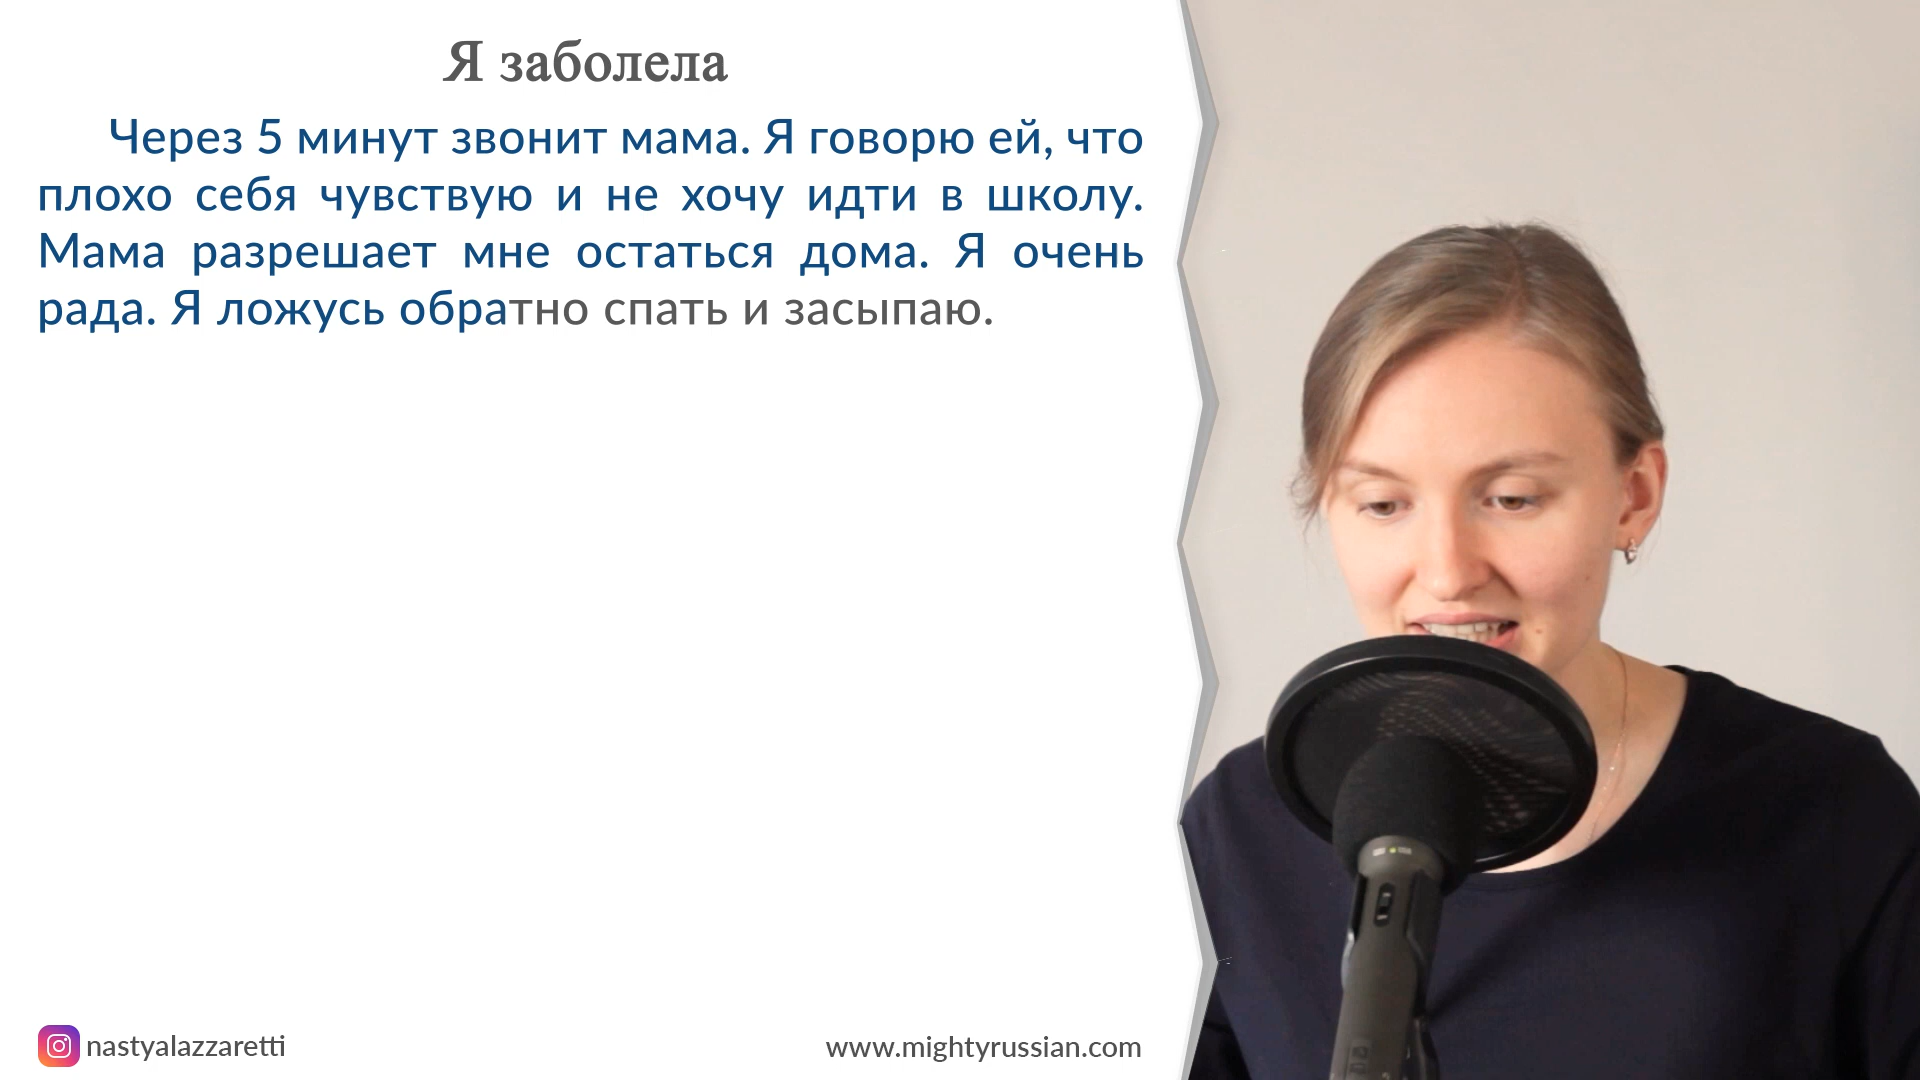 Я заболела
Через 5 минут звонит мама. Я говорю ей, что
плохо себя чувствую и не хочу идти в школу.
Мама разрешает мне остаться дома. Я очень
рада. Я ложусь обратно спать и засыпаю.
nastyalazzaretti
www.mightyrussian.com